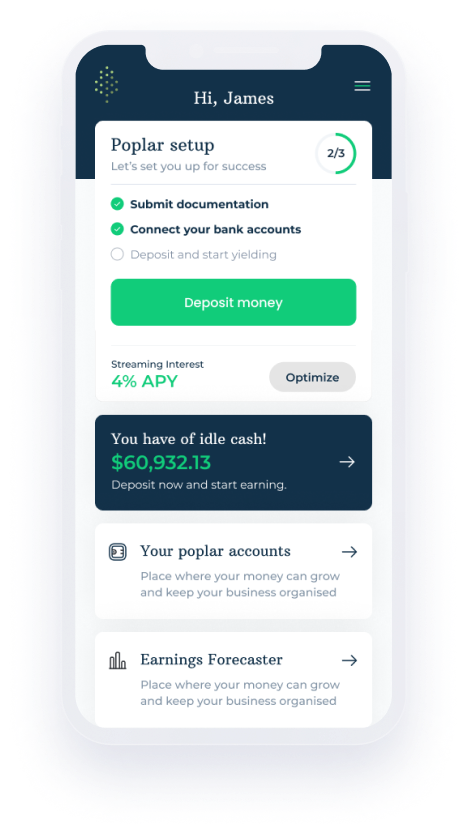 Hi, James
Poplar setup
Let's set you up for success
2/3
Submit documentation
Connect your bank accounts
Deposit and start yielding
Deposit money
Streaming Interest
4% APY
Optimize
You have of idle cash!
$60,932.13
Deposit now and start earning.
Your poplar accounts
Place where your money can grow
and keep your business organised
Earnings Forecaster
Place where your money can grow
and keep your business organised